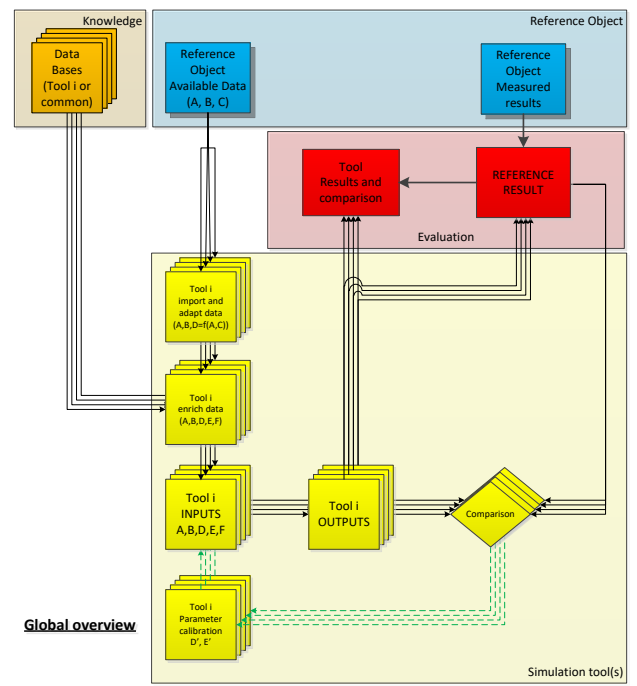 Knowledge
Reference Object
Data
Bases
(Tool i or
common)
Reference
Object
Available Data
(A, B, C)
Reference
Object
Measured
results
Tool
Results and
comparison
REFERENCE
RESULT
Evaluation
Tool i
import and
adapt data
(A,B,D=f(A,C))
Tool i
enrich data
(A,B,D,E,F)
Tool i
INPUTS
A,B,D,E,F
Tool i
OUTPUTS
Comparison
Tool i
Parameter
calibration
D’, E’
Global overview
Simulation tool(s)